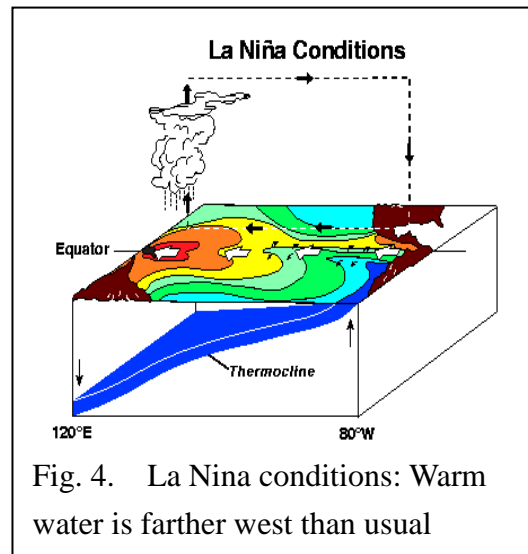 La Niña Conditions
Equator
Thermocline
120°E
80°W
Fig. 4. La Nina conditions: Warm
water is farther west than usual